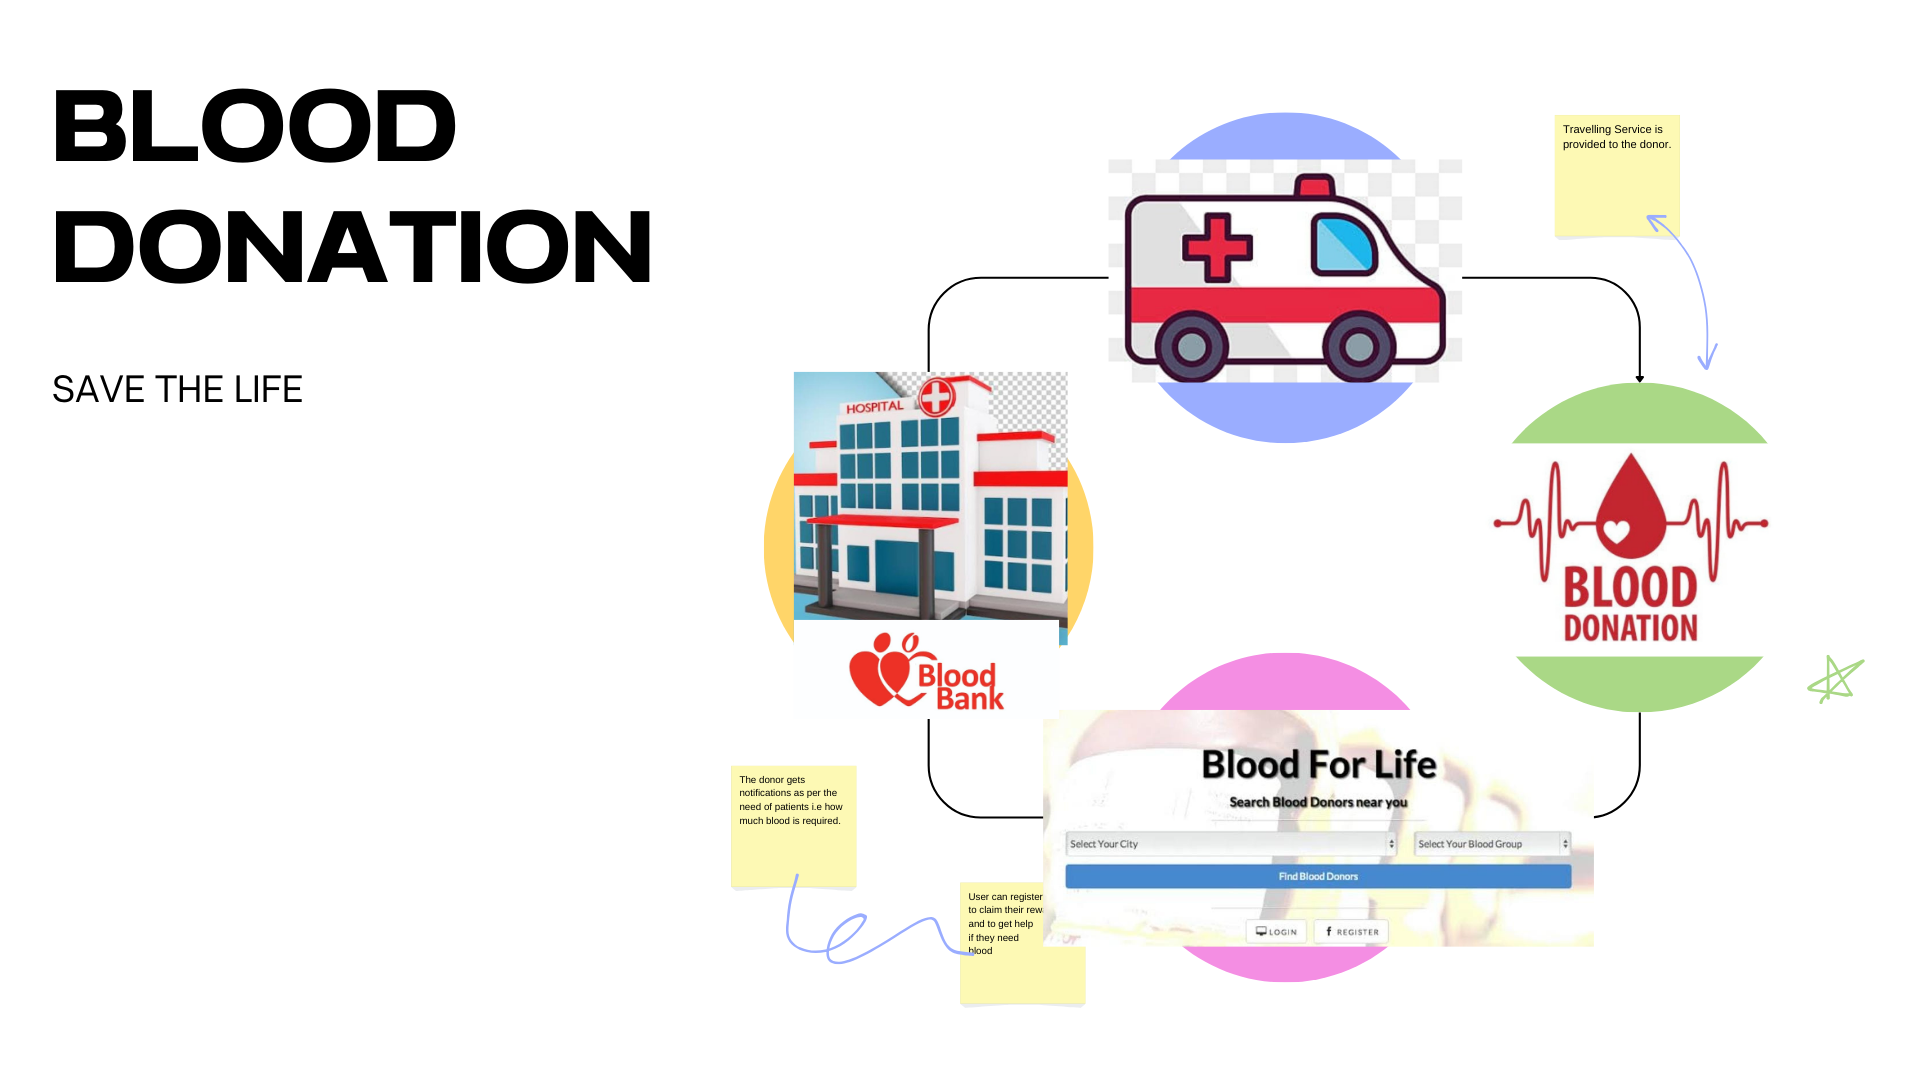 BLOOD
DONATION
SAVE THE LIFE
Travelling Service is
provided to the donor.
HOSPITAL
BLOOD
DONATION
Blood
Bank
Blood For Life
Search Blood Donors near you
Select Your City
Select Your Blood Group
Find Blood Donors
LOGIN
REGISTER
The donor gets
notifications as per the
need of patients i.e how
much blood is required.
User can register
to claim their
and to get help
if they need
blood